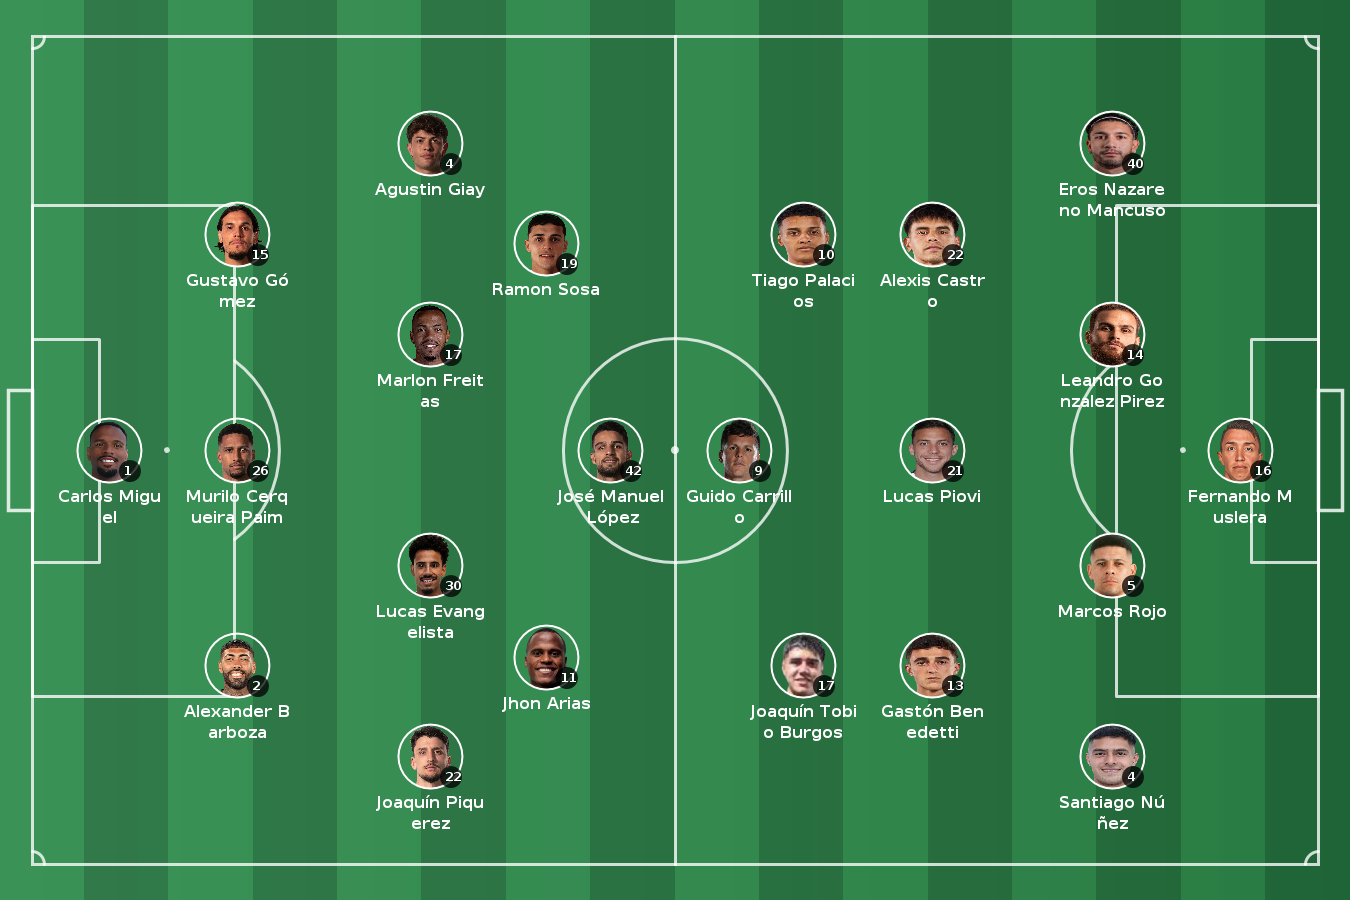 4
Agustin Giay
15
Gustavo Gó
mez
19
Ramon Sosa
17
Marlon Freit
as
1
Carlos Migu
el
26
Murilo Cerq
ueira Paim
42
José Manuel
López
30
Lucas Evang
elista
2
Alexander B
arboza
11
Jhon Arias
22
Joaquín Piqu
erez
10
Tiago Palaci
os
22
Alexis Castr
o
40
Eros Nazare
no Mancuso
14
Leandro Go
nzález Pirez
9
Guido Carrill
o
21
Lucas Piovi
16
Fernando M
uslera
5
Marcos Rojo
17
Joaquín Tobi
o Burgos
13
Gastón Ben
edetti
4
Santiago Nú
ñez